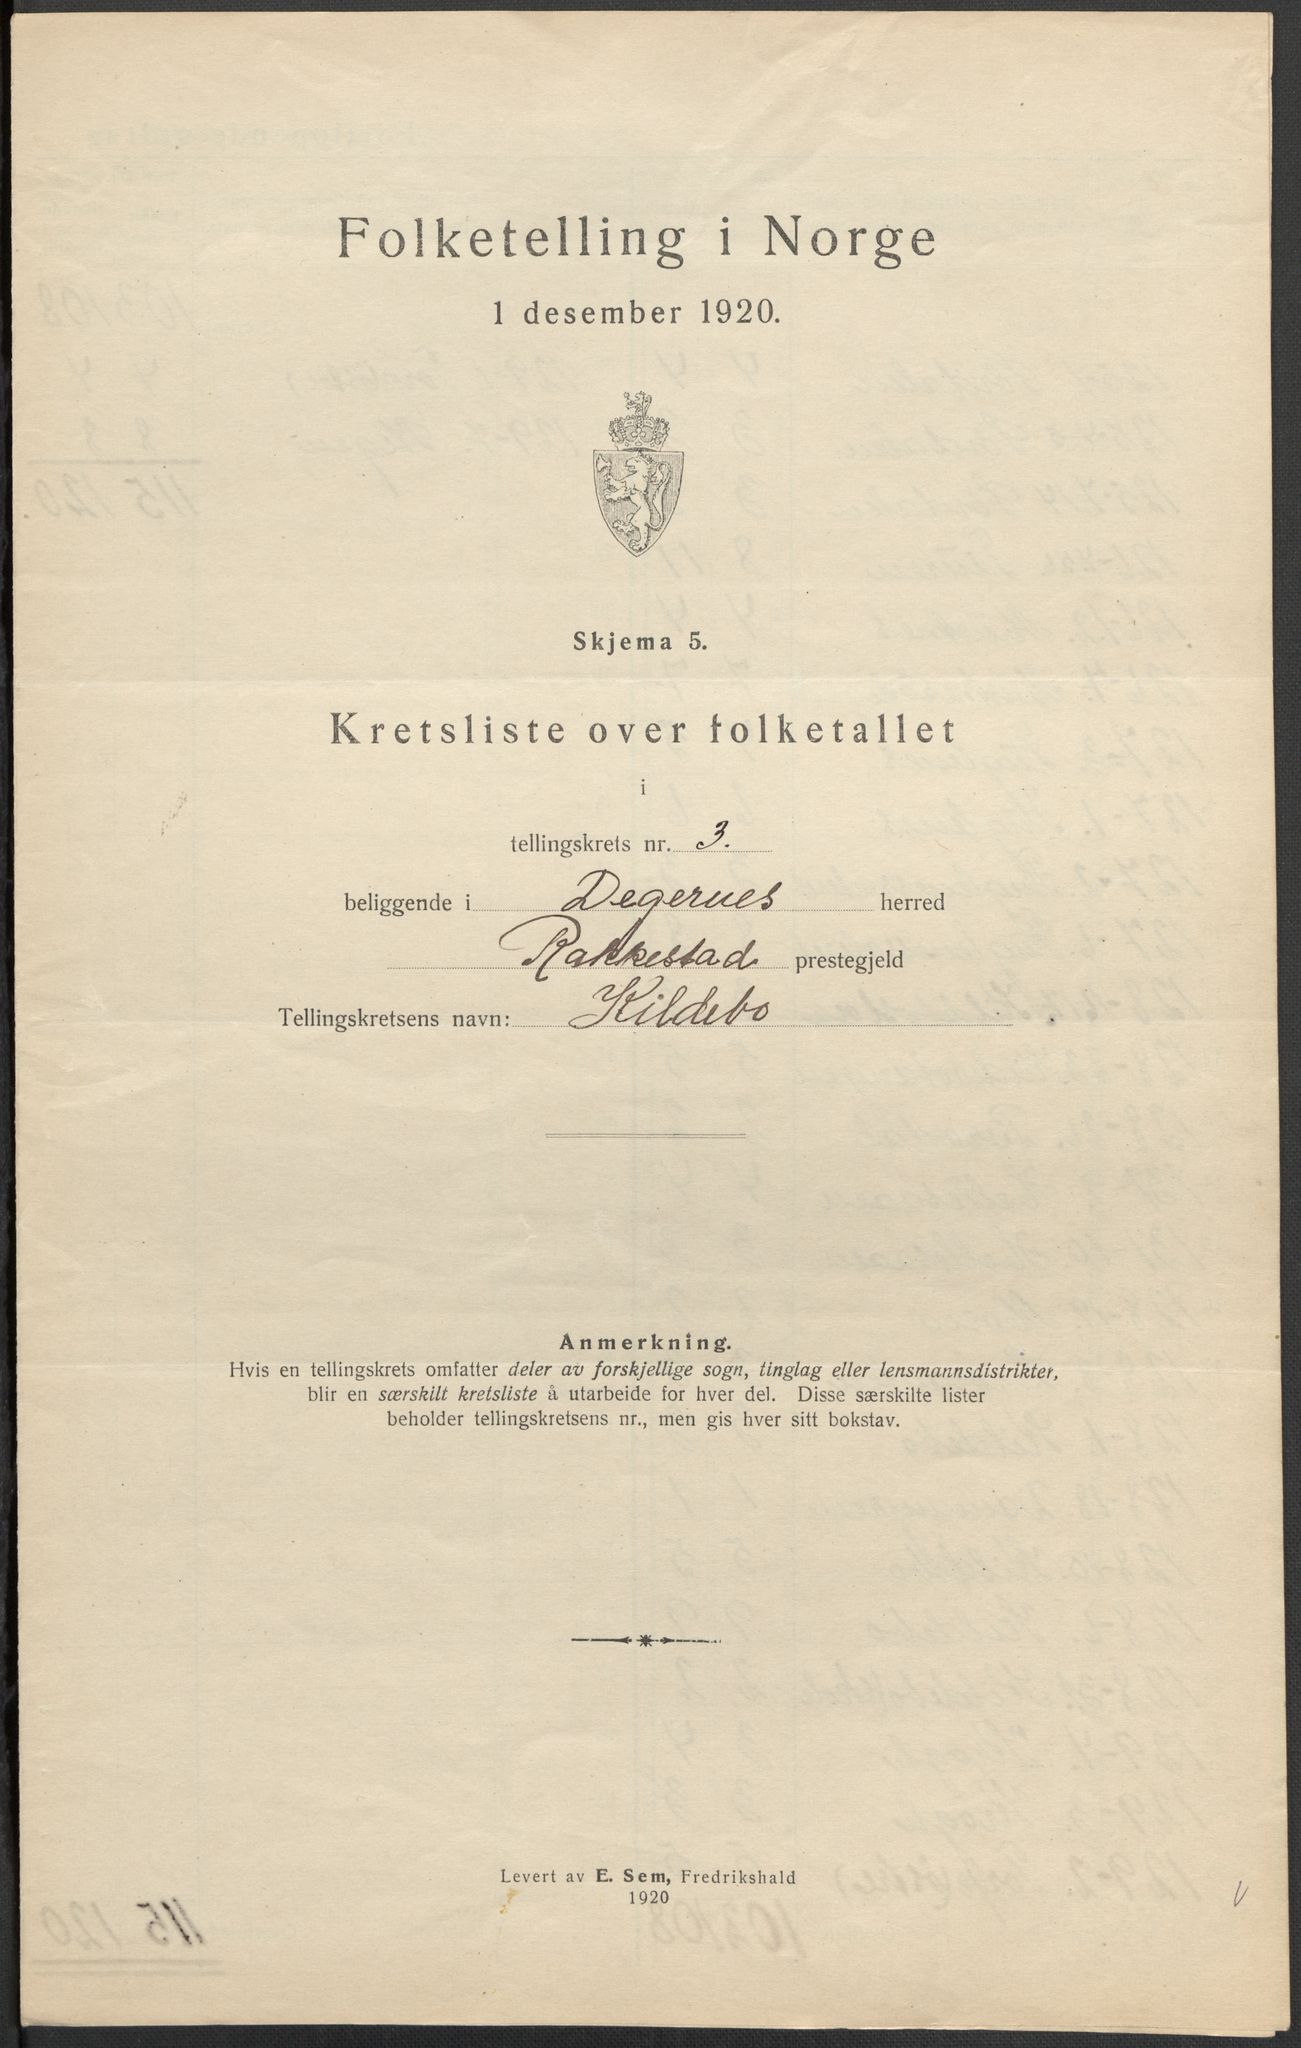 Folketelling i Norge
1 desember 1920.
Skjema 5.
Kretsliste over folketallet
i
tellingskrets nr. 3.
beliggende i Degernes herred
Rakkestad prestegjeld
Tellingskretsens navn: Kildebo
Anmerkning.
Hvis en tellingskrets omfatter deler av forskjellige sogn, tinglag eller lensmannsdistrikter,
blir en særskilt kretsliste å utarbeide for hver del. Disse særskilte lister
beholder tellingskretsens nr., men gis hver sitt bokstav.
Levert av E. Sem, Fredrikshald
1920